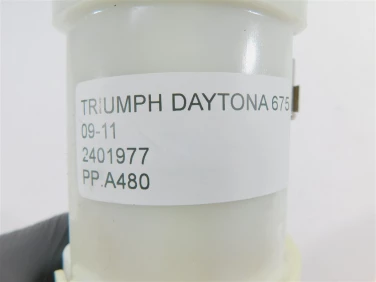 TRIUMPH DAYTONA 675
09-11
2401977
PP.A480